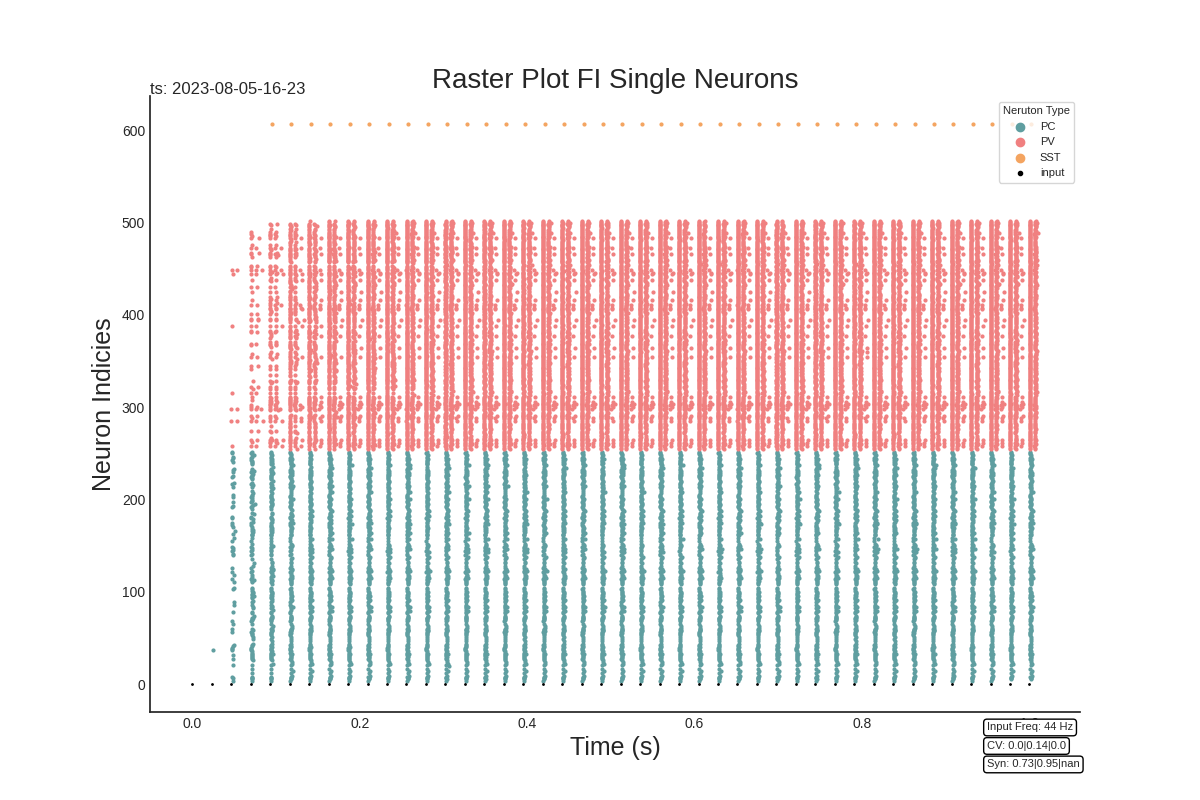 Raster Plot FI Single Neurons
ts: 2023-08-05-16-23
Neruton Type
PC
PV
SST
input
600
500
400
300
200
100
0
Neuron Indicies
0.0 0.2 0.4 0.6 0.8
Time (s)
Input Freq: 44 Hz
CV: 0.0|0.14|0.0
Syn: 0.73|0.95|nan